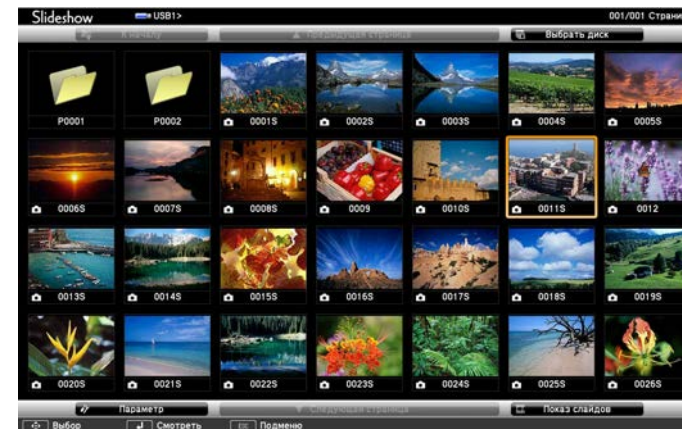 Slideshow USB1> 001/001 Страни
К началу ▲ Предыдущая страница Выбрать диск
P0001 P0002 0001S 0002S 0003S 0004S 0005S
0006S 0007S 0008S 0009 0010S 0011S 0012
0013S 0014S 0015S 0016S 0017S 0018S 0019S
0020S 0021S 0022S 0023S 0024S 0025S 0026S
Параметр ▼ Следующая страница Показ слайдов
Выбор Смотреть Esc Подменю